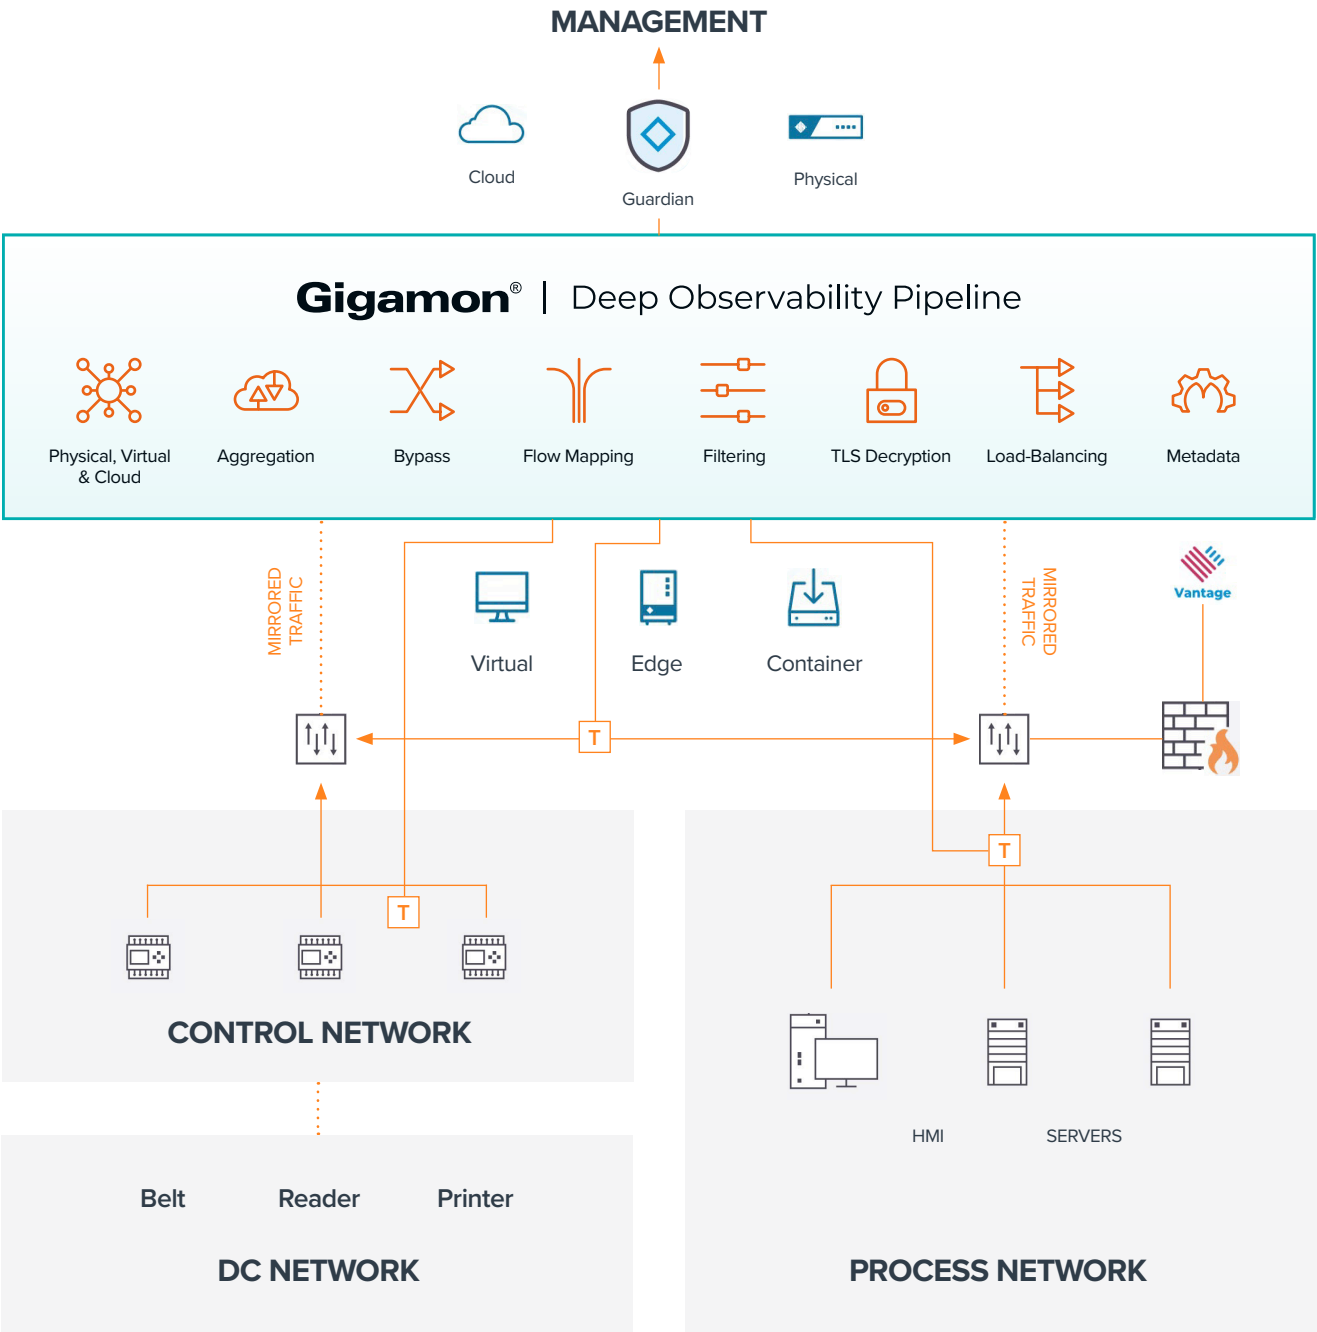 MANAGEMENT
Cloud
Guardian
Physical
Gigamon® | Deep Observability Pipeline
Physical, Virtual
& Cloud
Aggregation
Bypass
Flow Mapping
Filtering
TLS Decryption
Load-Balancing
Metadata
MIRRORED
TRAFFIC
Virtual
Edge
Container
MIRRORED
TRAFFIC
Vantage
T
T
T
CONTROL NETWORK
HMI
SERVERS
Belt
Reader
Printer
DC NETWORK
PROCESS NETWORK